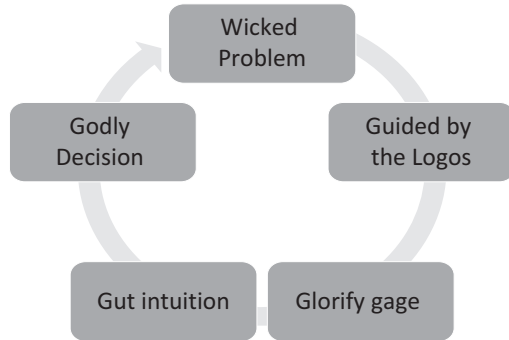 Wicked
Problem
Guided by
the Logos
Glorify gage
Gut intuition
Godly
Decision